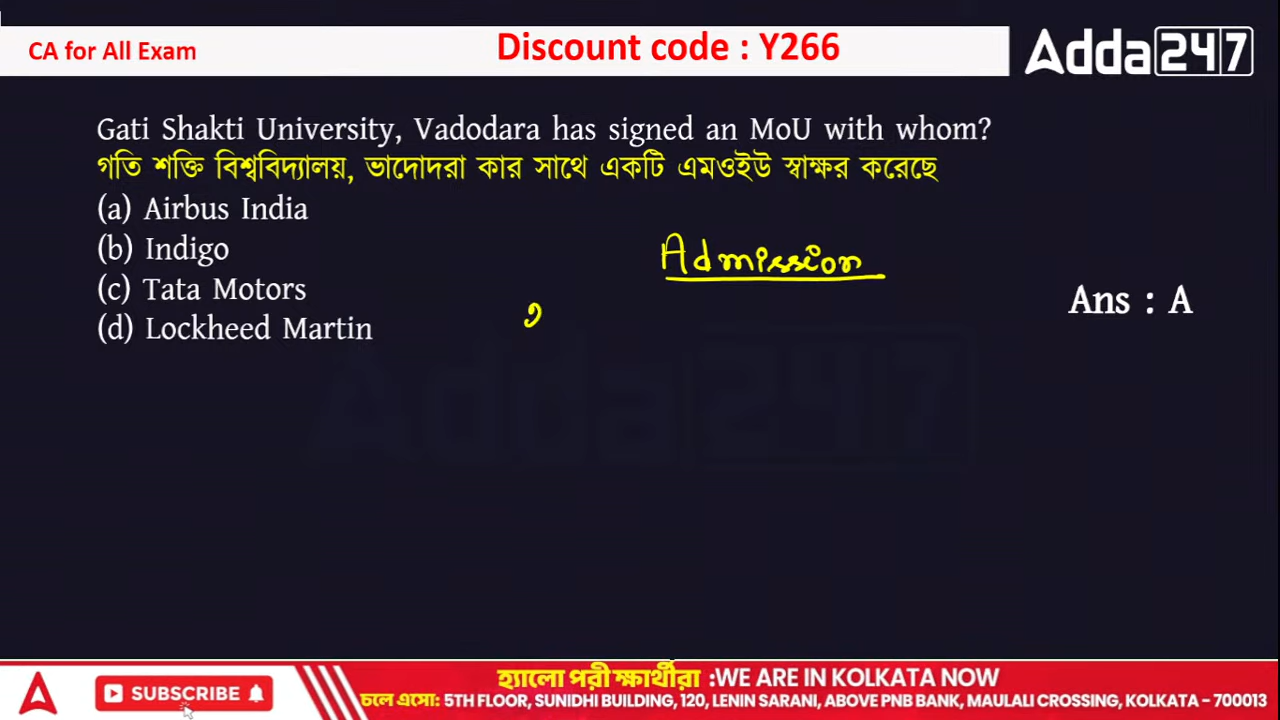 CA for All Exam
Discount code : Y266
Adda247
Gati Shakti University, Vadodara has signed an MoU with whom?
গতি শক্তি বিশ্ববিদ্যালয়, ভাদোদরা কার সাথে একটি এমওইউ স্বাক্ষর করেছে
(a) Airbus India
(b) Indigo
(c) Tata Motors
(d) Lockheed Martin
Admission
Ans : A
Adda247
SUBSCRIBE
হ্যালো পরীক্ষার্থীরা :WE ARE IN KOLKATA NOW
চলে এসো: 5TH FLOOR, SUNIDHI BUILDING, 120, LENIN SARANI, ABOVE PNB BANK, MAULALI CROSSING, KOLKATA - 700013